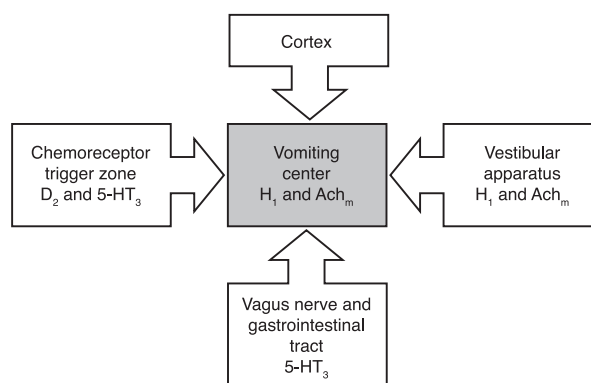 Cortex
Chemoreceptor
trigger zone
D₂ and 5-HT₃
Vomiting
center
H₁ and Achₘ
Vestibular
apparatus
H₁ and Achₘ
Vagus nerve and
gastrointestinal
tract
5-HT₃